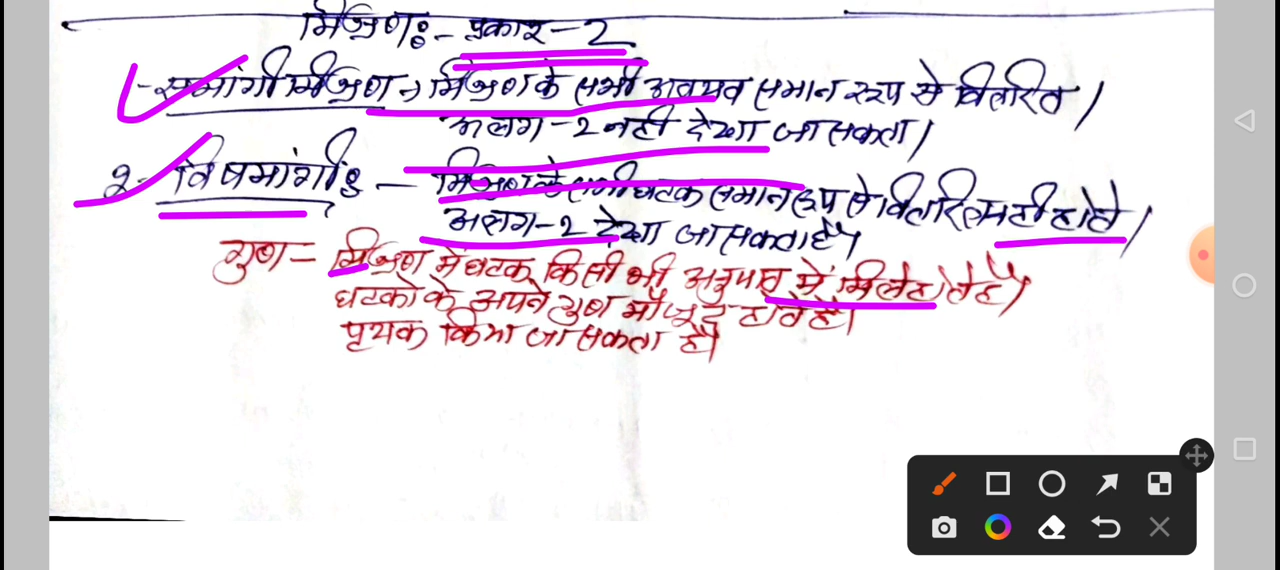 मिश्रण:- प्रकार-2
1- समांगी मिश्रण → मिश्रण के सभी अवयव समान रूप से वितरित।
अलग-2 नही देखा जा सकता।
2- विषमांगीः - मिश्रण के सभी घटक समान रूप से वितरित नही होते।
अलग-2 देखा जा सकता है।
गुण - मिश्रण में घटक किसी भी अनुपात में मिले होते है।
घटको के अपने गुण मौजूद होते है।
पृथक किया जा सकता है।